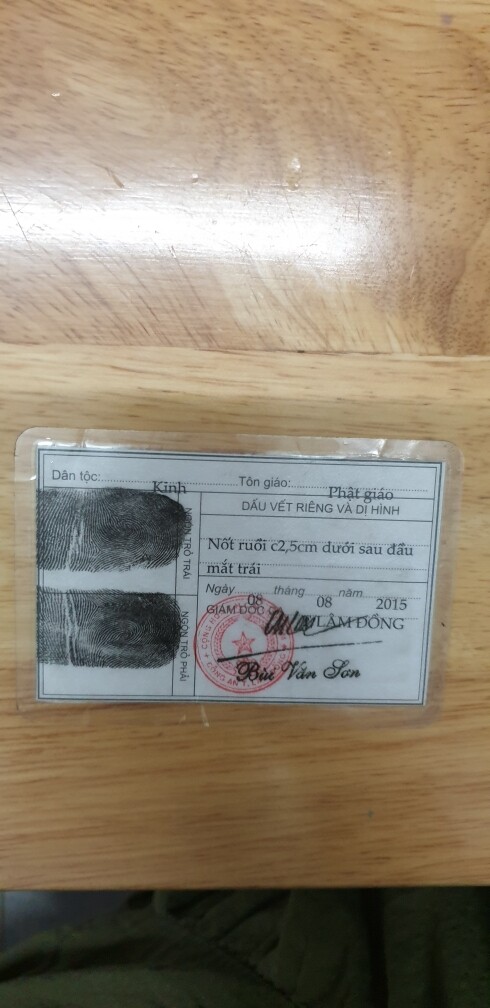 Dân tộc: Kinh Tôn giáo: Phật giáo
NGÓN TRỎ TRÁI
NGÓN TRỎ PHẢI
DẤU VẾT RIÊNG VÀ DỊ HÌNH
Nốt ruồi c2,5cm dưới sau đầu
mắt trái
Ngày 08 tháng 08 năm 2015
GIÁM ĐỐC CA LÂM ĐỒNG
CÔNG AN T.
Bùi Văn Sơn